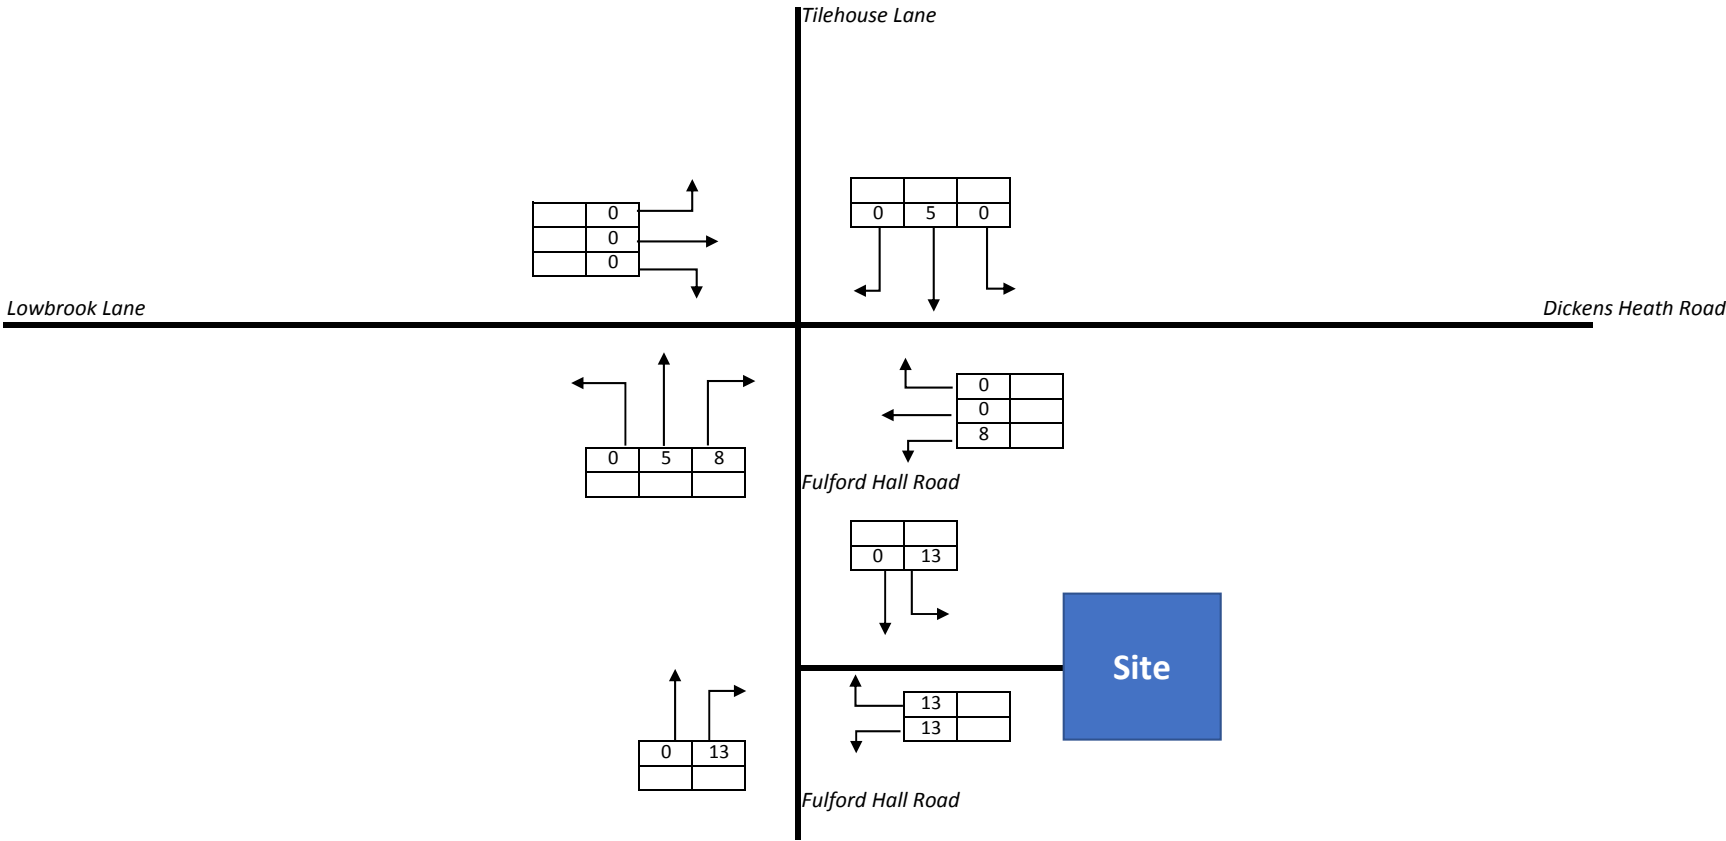 Tilehouse Lane
0
0
0
0 5 0
Lowbrook Lane
Dickens Heath Road
0
0
8
0 5 8
Fulford Hall Road
0 13
Site
13
13
0 13
Fulford Hall Road